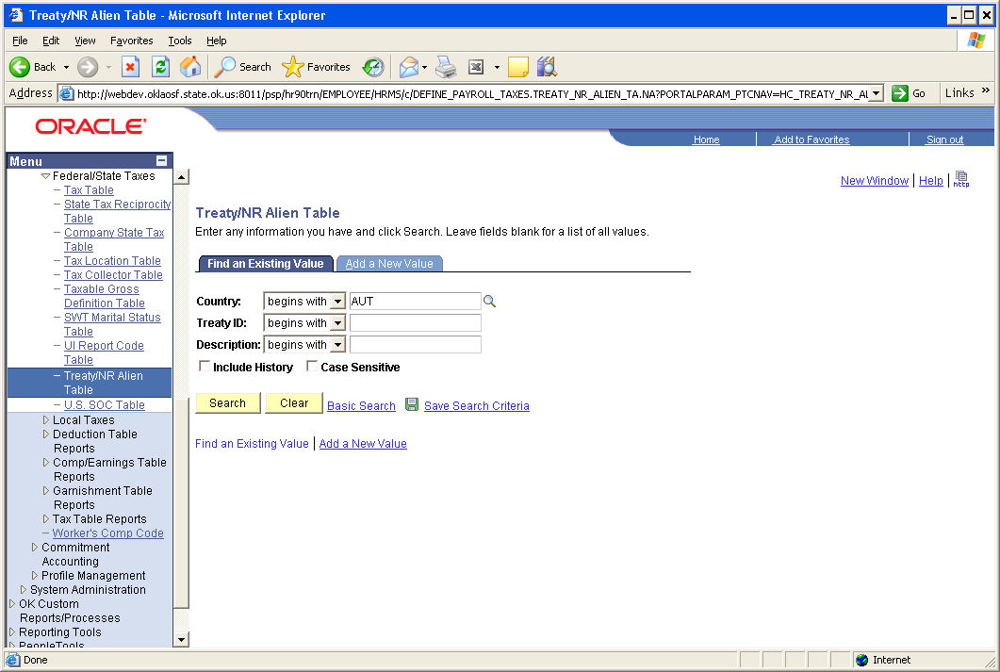 Treaty/NR Alien Table - Microsoft Internet Explorer
File Edit View Favorites Tools Help
Back Search Favorites
Address http://webdev.oklaosf.state.ok.us:8011/psp/hr90trn/EMPLOYEE/HRMS/c/DEFINE_PAYROLL_TAXES.TREATY_NR_ALIEN_TA.NA?PORTALPARAM_PTCNAV=HC_TREATY_NR_AL Go Links »
ORACLE
Home Add to Favorites Sign out
Menu
Federal/State Taxes
Tax Table
State Tax Reciprocity
Table
Company State Tax
Table
Tax Location Table
Tax Collector Table
Taxable Gross
Definition Table
SWT Marital Status
Table
UI Report Code
Table
Treaty/NR Alien
Table
U.S. SOC Table
Local Taxes
Deduction Table
Reports
Comp/Earnings Table
Reports
Garnishment Table
Reports
Tax Table Reports
Worker's Comp Code
Commitment
Accounting
Profile Management
System Administration
OK Custom
Reports/Processes
Reporting Tools
PeopleTools
New Window | Help | http
Treaty/NR Alien Table
Enter any information you have and click Search. Leave fields blank for a list of all values.
Find an Existing Value Add a New Value
Country: begins with AUT
Treaty ID: begins with
Description: begins with
Include History Case Sensitive
Search Clear Basic Search Save Search Criteria
Find an Existing Value | Add a New Value
Done Internet